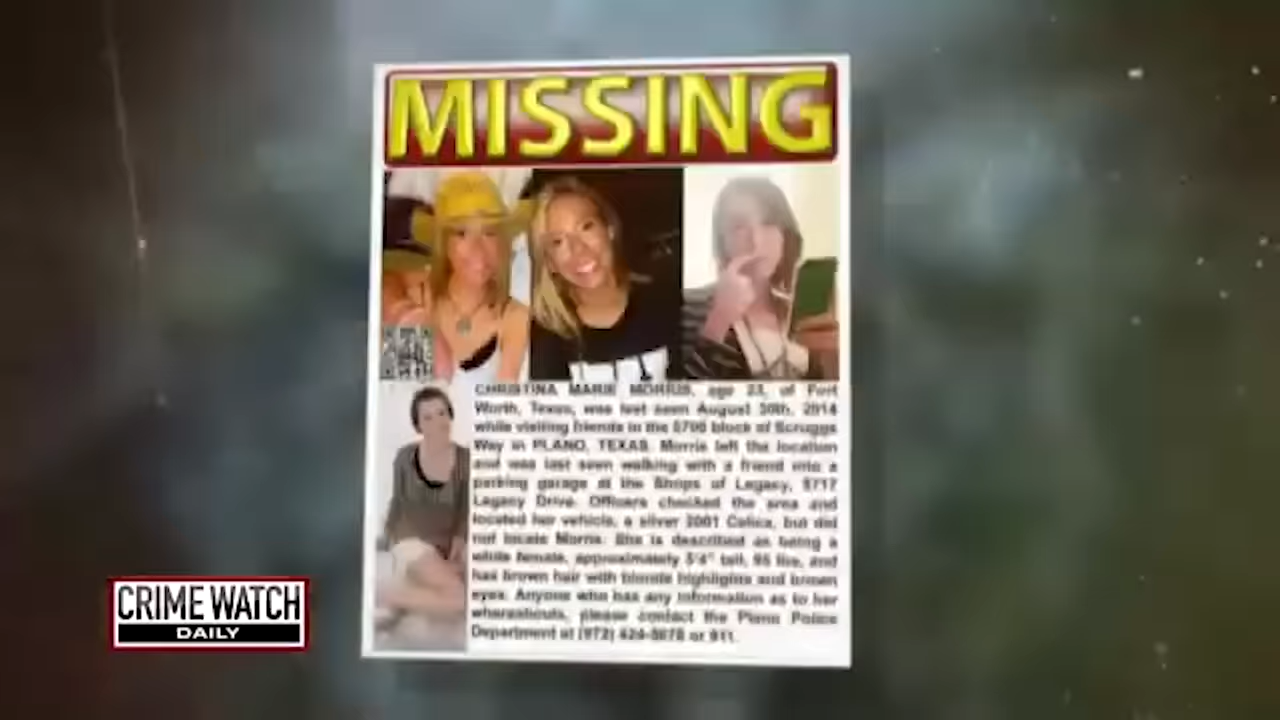 MISSING
CHRISTINA MARIE MORRIS, age 23, of Fort
Worth, Texas, was last seen August 30th, 2014
while visiting friends in the 5700 block of Scruggs
Way in PLANO, TEXAS. Morris left the location
and was last seen walking with a friend into a
parking garage at the Shops of Legacy, 5717
Legacy Drive. Officers checked the area and
located her vehicle, a silver 2001 Celica, but did
not locate Morris. She is described as being a
white female, approximately 5'4" tall, 95 lbs, and
has brown hair with blonde highlights and brown
eyes. Anyone who has any information as to her
whereabouts, please contact the Plano Police
Department at (972) or 911.
CRIME WATCH
DAILY